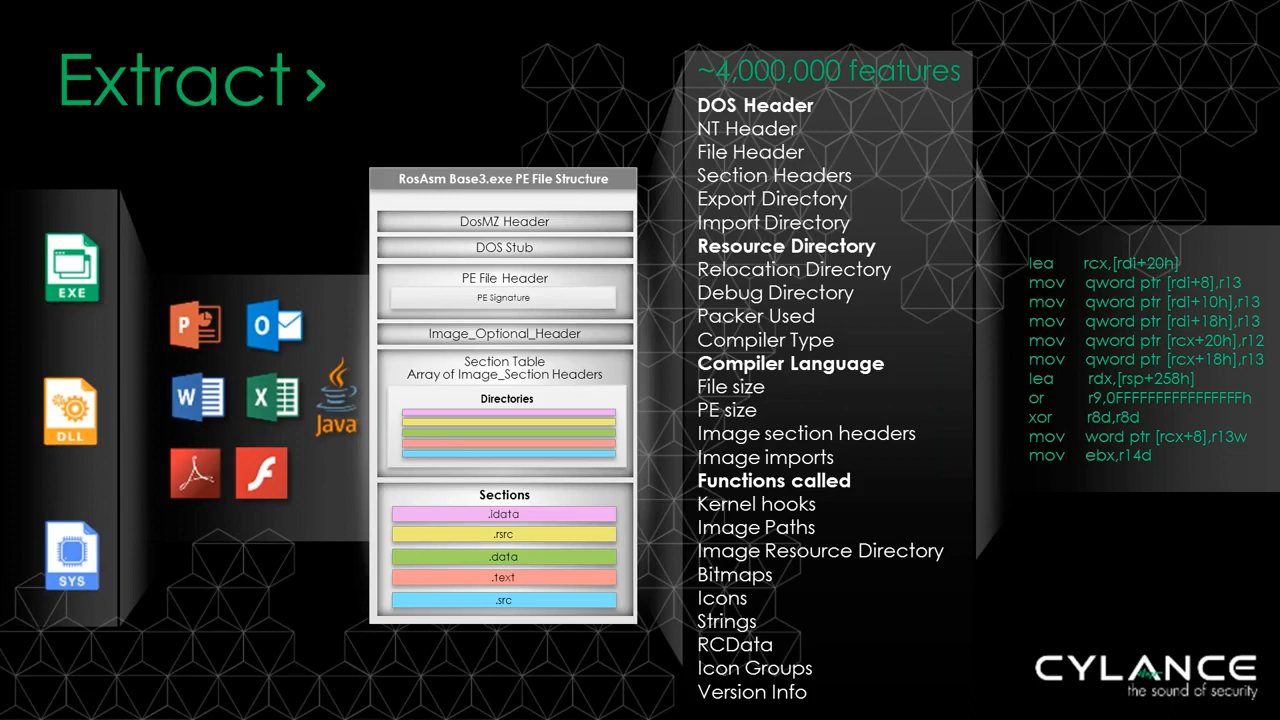 Extract >
EXE
DLL
SYS
P
O
W
X
Java
RosAsm Base3.exe PE File Structure
DosMZ Header
DOS Stub
PE File Header
PE Signature
Image_Optional_Header
Section Table
Array of Image_Section Headers
Directories
Sections
.idata
.rsrc
.data
.text
.src
~4,000,000 features
DOS Header
NT Header
File Header
Section Headers
Export Directory
Import Directory
Resource Directory
Relocation Directory
Debug Directory
Packer Used
Compiler Type
Compiler Language
File size
PE size
Image section headers
Image imports
Functions called
Kernel hooks
Image Paths
Image Resource Directory
Bitmaps
Icons
Strings
RCData
Icon Groups
Version Info
lea rcx,[rdi+20h]
mov qword ptr [rdi+8],r13
mov qword ptr [rdi+10h],r13
mov qword ptr [rdi+18h],r13
mov qword ptr [rcx+20h],r12
mov qword ptr [rcx+18h],r13
lea rdx,[rsp+258h]
or r9,0FFFFFFFFFFFFFFFFh
xor r8d,r8d
mov word ptr [rcx+8],r13w
mov ebx,r14d
CYLANCE
the sound of security